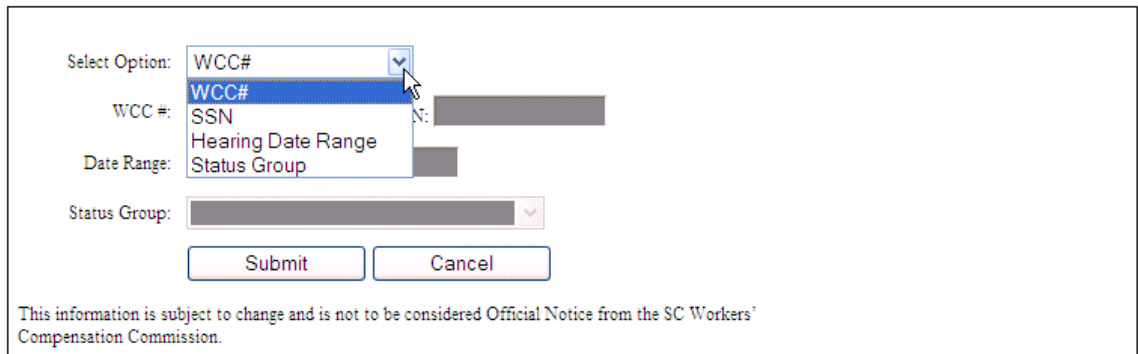 Select Option: WCC#
WCC#
WCC #: SSN N:
Hearing Date Range
Date Range: Status Group
Status Group:
Submit Cancel
This information is subject to change and is not to be considered Official Notice from the SC Workers’
Compensation Commission.